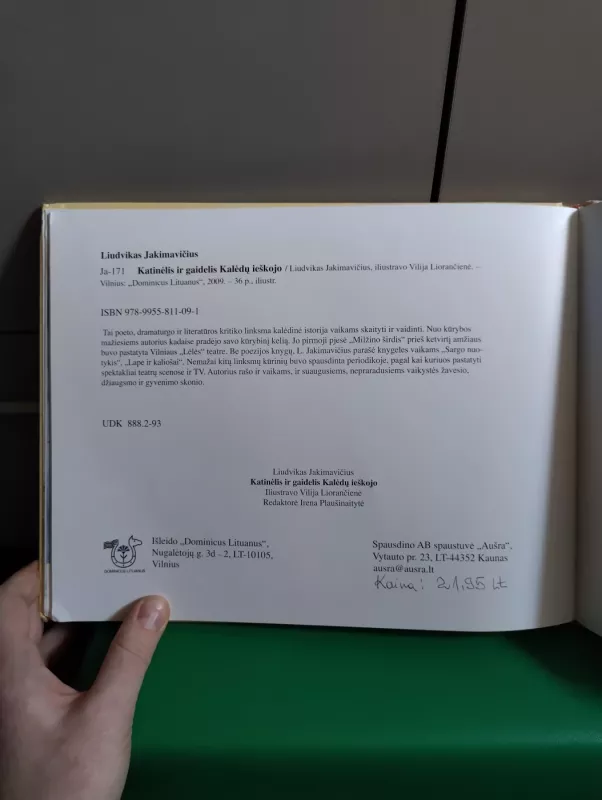 Liudvikas Jakimavičius
Ja-171 Katinėlis ir gaidelis Kalėdų ieškojo / Liudvikas Jakimavičius, iliustravo Vilija Liorančienė. –
Vilnius: „Dominicus Lituanus“, 2009. – 36 p., iliustr.
ISBN 978-9955-811-09-1
Tai poeto, dramaturgo ir literatūros kritiko linksma kalėdinė istorija vaikams skaityti ir vaidinti. Nuo kūrybos
mažiesiems autorius kadaise pradėjo savo kūrybinį kelią. Jo pirmoji pjesė „Milžino širdis“ prieš ketvirtį amžiaus
buvo pastatyta Vilniaus „Lėlės“ teatre. Be poezijos knygų, L. Jakimavičius parašė knygeles vaikams „Sargo nuo-
tykis“, „Lapė ir kaliošai“. Nemažai kitų linksmų kūrinių buvo spausdinta periodikoje, pagal kai kuriuos pastatyti
spektakliai teatrų scenose ir TV. Autorius rašo ir vaikams, ir suaugusiems, nepraradusiems vaikystės žavesio,
džiaugsmo ir gyvenimo skonio.
UDK 888.2-93
Liudvikas Jakimavičius
Katinėlis ir gaidelis Kalėdų ieškojo
Iliustravo Vilija Liorančienė
Redaktorė Irena Plaušinaitytė
DOMINICUS LITUANUS
Išleido „Dominicus Lituanus“,
Nugalėtojų g. 3d – 2, LT-10105,
Vilnius
Spausdino AB spaustuvė „Aušra“,
Vytauto pr. 23, LT-44352 Kaunas
ausra@ausra.lt
Kaina: 21,95 Lt